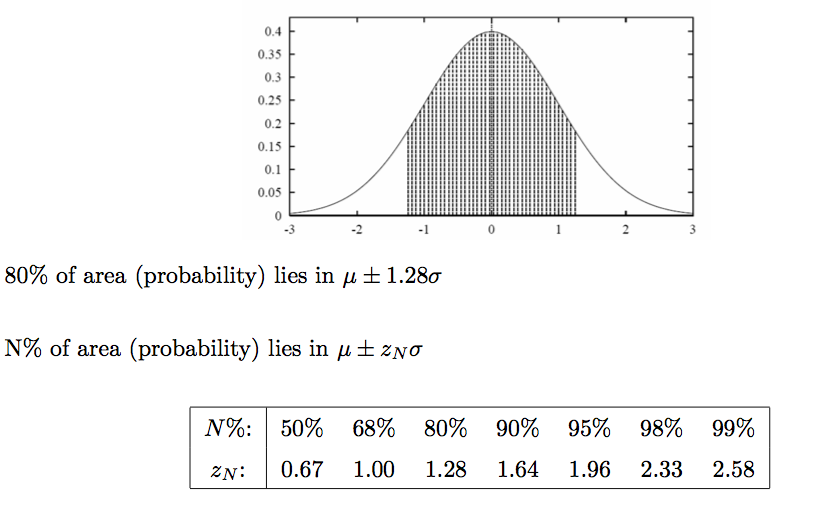 0.4
0.35
0.3
0.25
0.2
0.15
0.1
0.05
0
-3 -2 -1 0 1 2 3
80% of area (probability) lies in μ ± 1.28σ
N% of area (probability) lies in μ ± z_Nσ
N%: 50% 68% 80% 90% 95% 98% 99%
z_N: 0.67 1.00 1.28 1.64 1.96 2.33 2.58